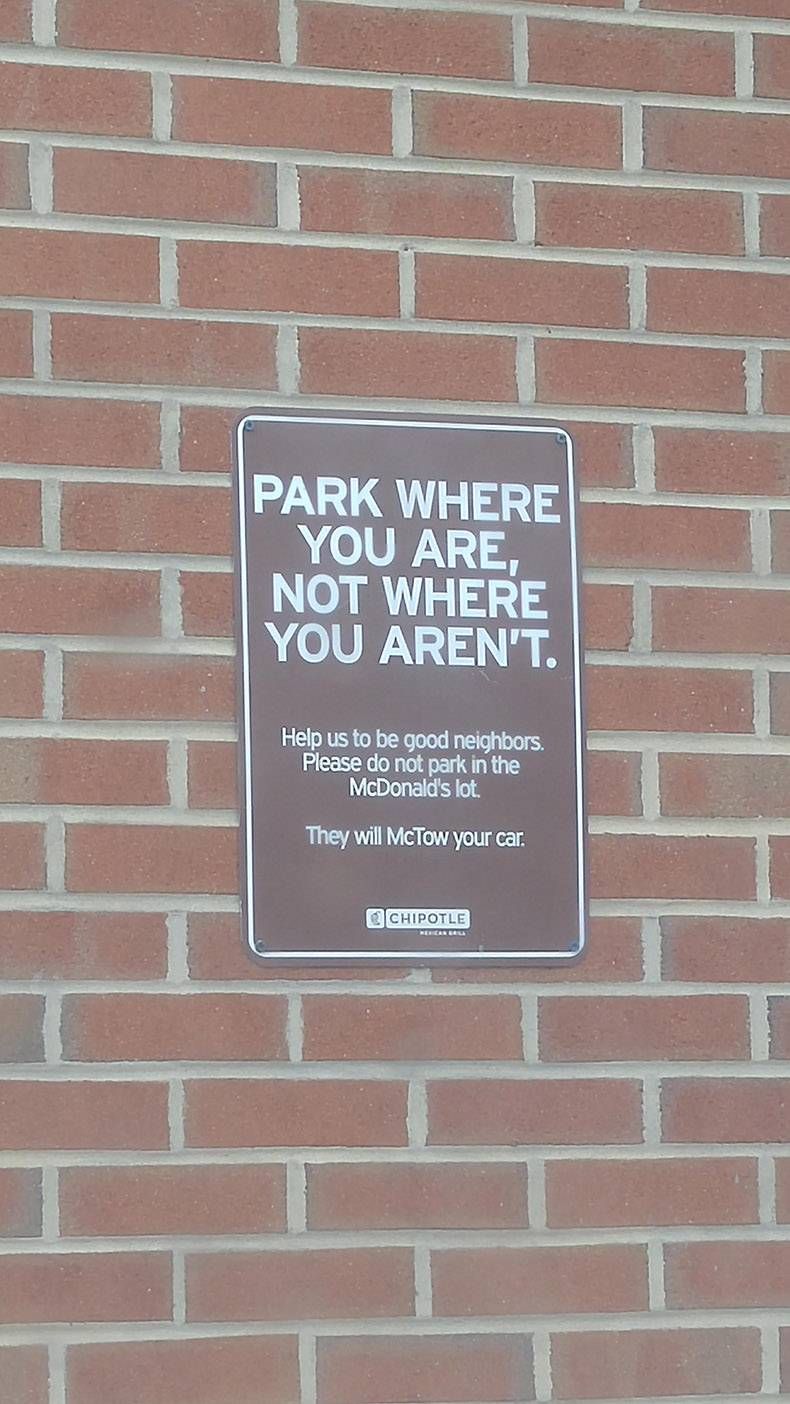 PARK WHERE
YOU ARE,
NOT WHERE
YOU AREN'T.
Help us to be good neighbors.
Please do not park in the
McDonald's lot.
They will McTow your car.
CHIPOTLE
MEXICAN GRILL